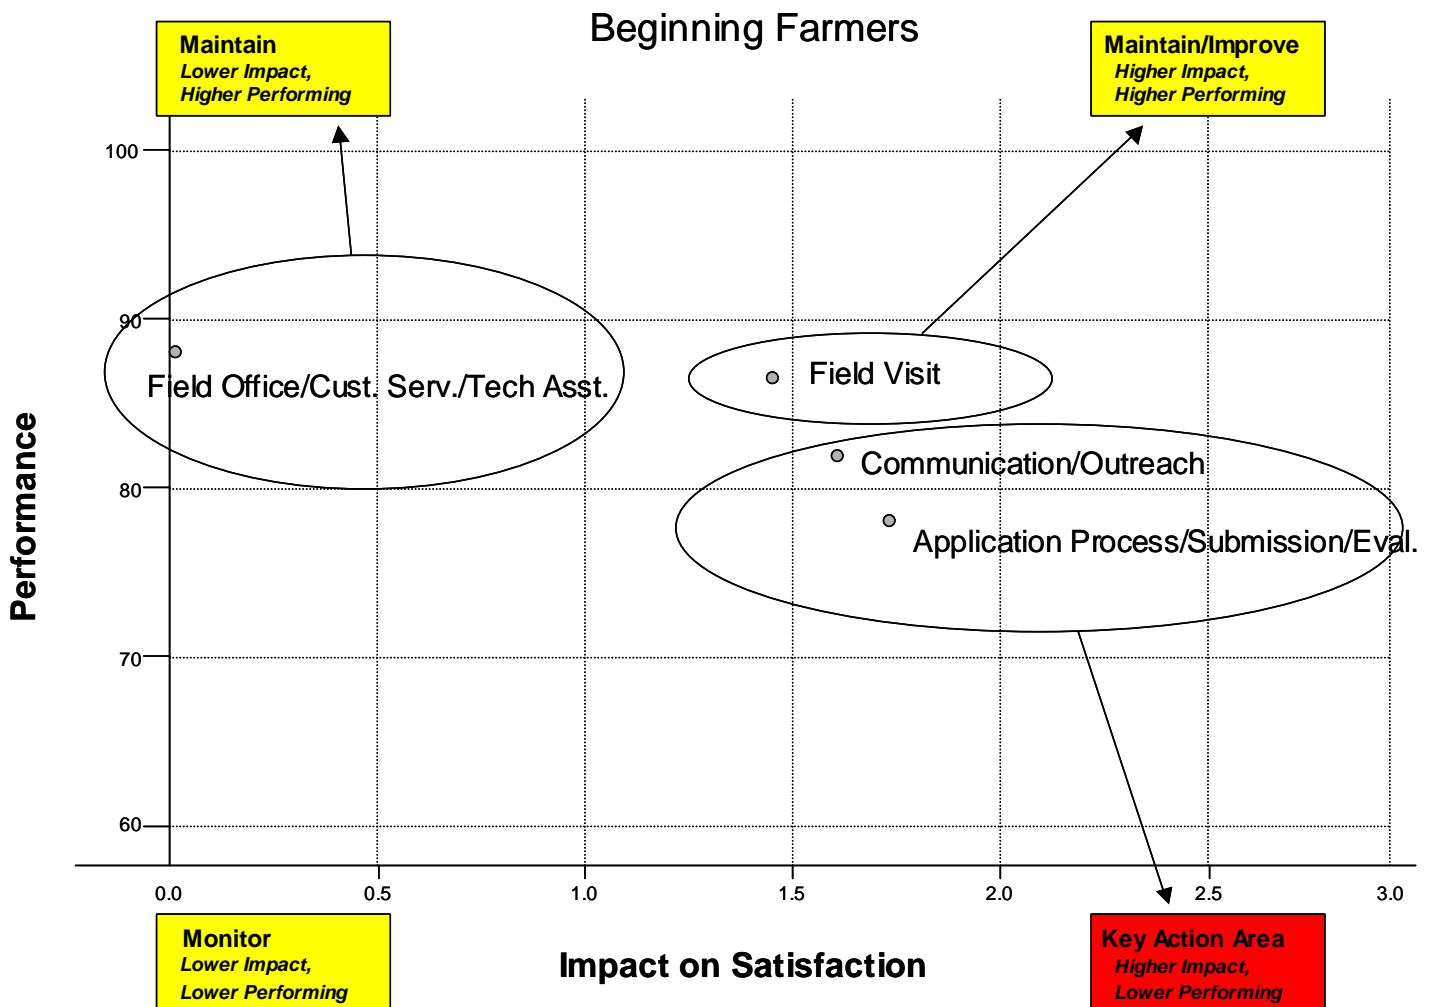 Beginning Farmers
Maintain
Lower Impact,
Higher Performing
Maintain/Improve
Higher Impact,
Higher Performing
100
90
80
70
60
Performance
Field Office/Cust. Serv./Tech Asst.
Field Visit
Communication/Outreach
Application Process/Submission/Eval.
0.0 0.5 1.0 1.5 2.0 2.5 3.0
Impact on Satisfaction
Monitor
Lower Impact,
Lower Performing
Key Action Area
Higher Impact,
Lower Performing